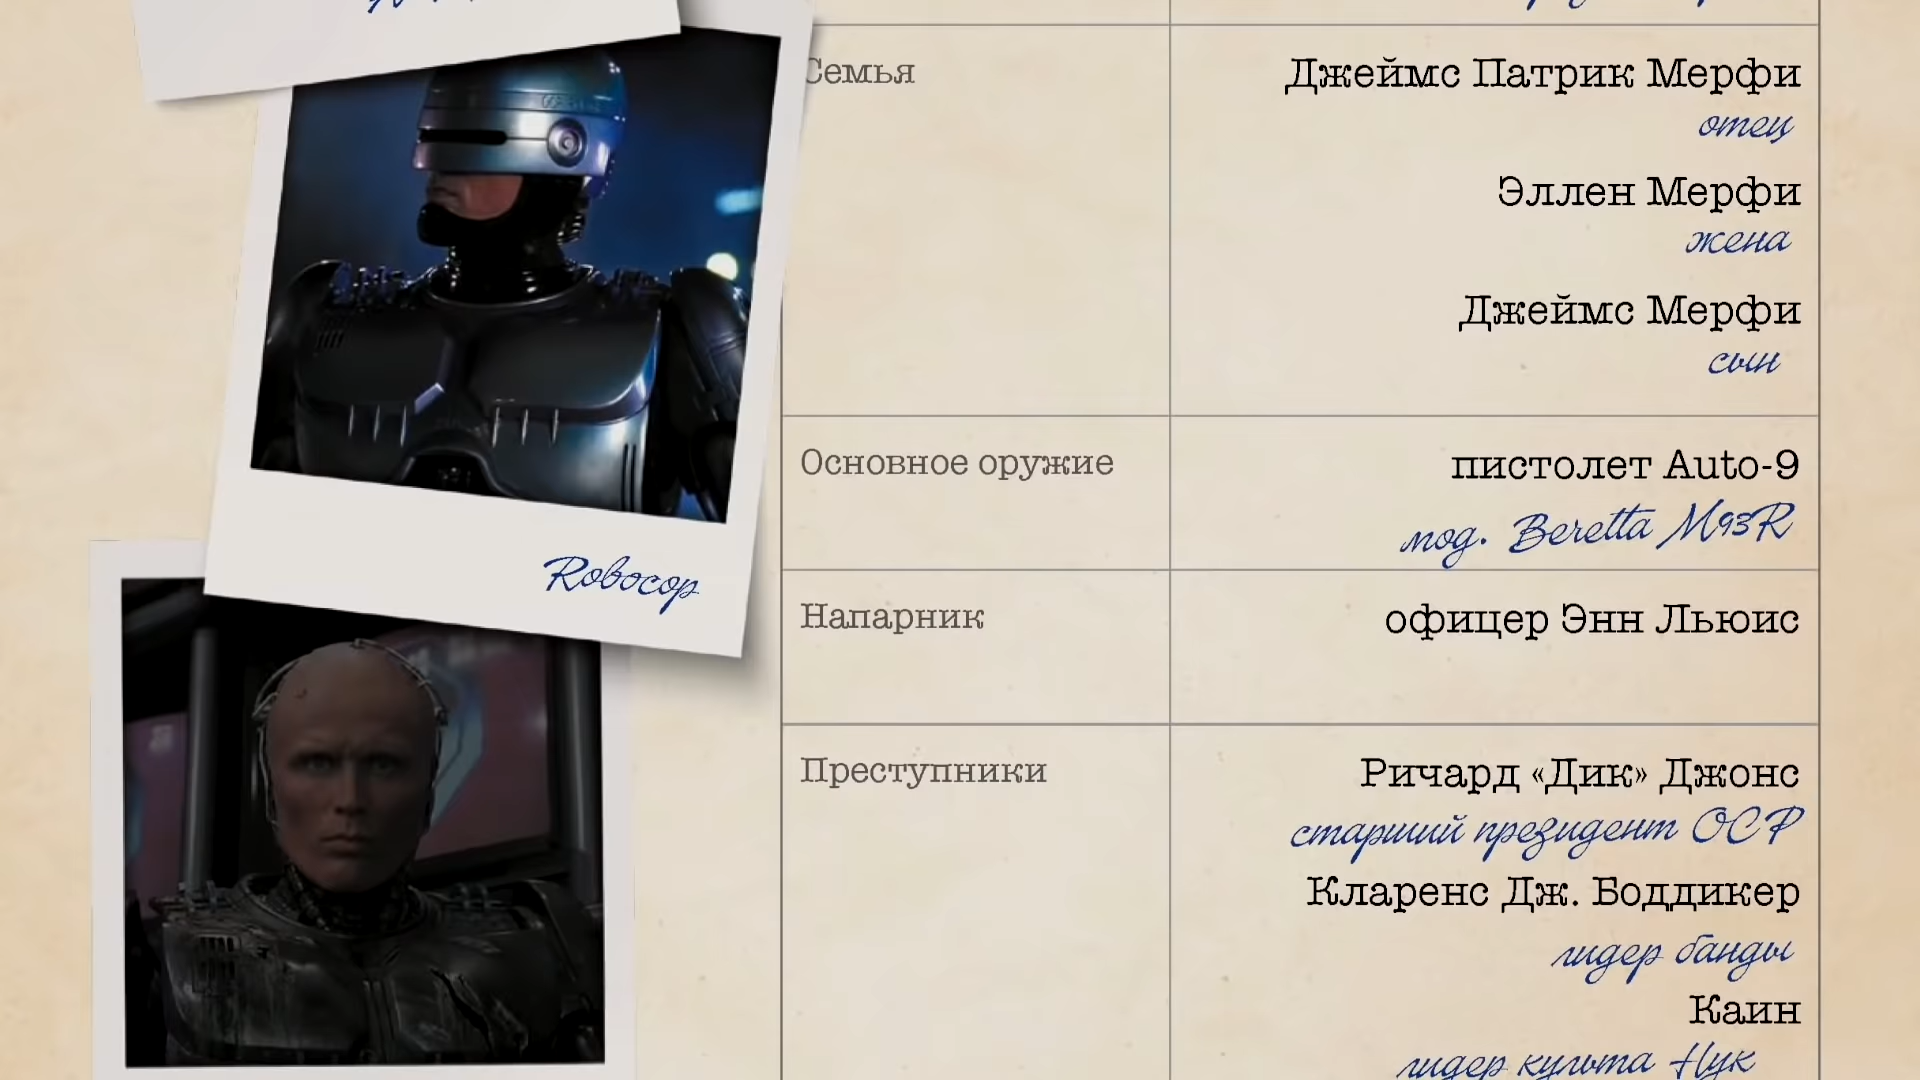 Семья
Джеймс Патрик Мерфи
отец
Эллен Мерфи
жена
Джеймс Мерфи
сын
Основное оружие
пистолет Auto-9
мод. Beretta M93R
Напарник
офицер Энн Льюис
Преступники
Ричард «Дик» Джонс
старший президент OCP
Кларенс Дж. Боддикер
лидер банды
Каин
лидер культа Нук
Robocop